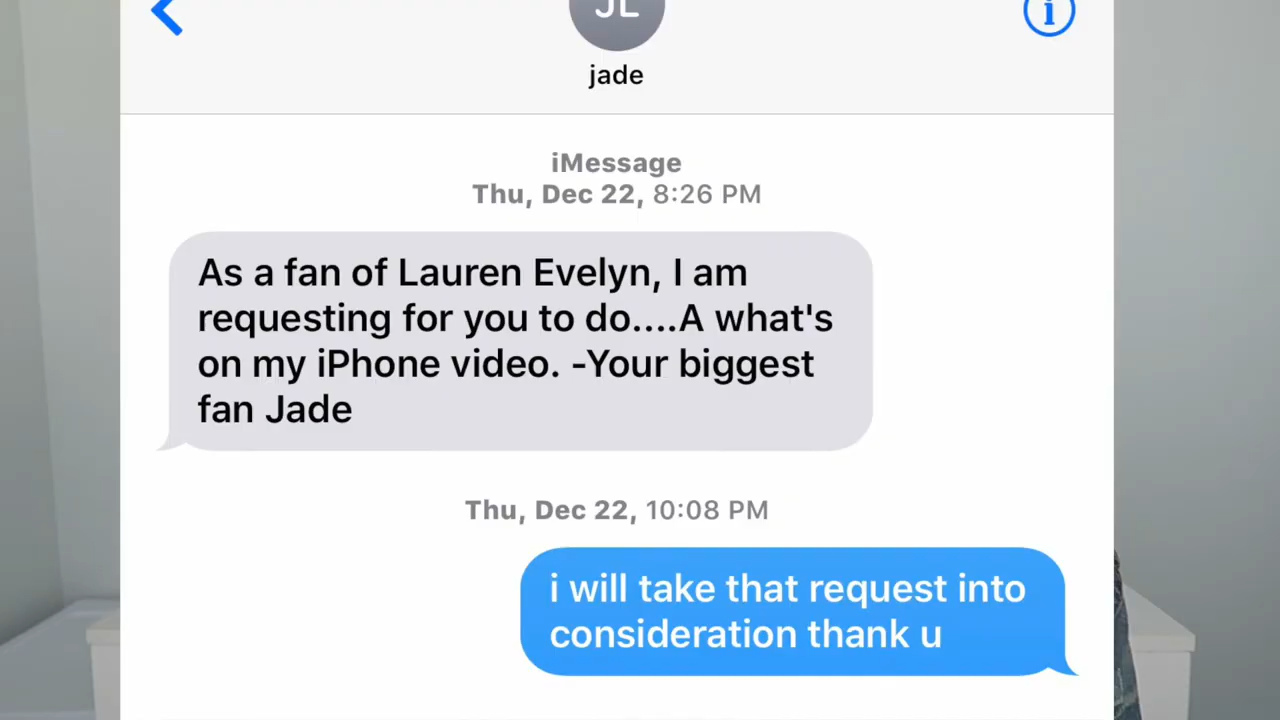 JL
i
jade
iMessage
Thu, Dec 22, 8:26 PM
As a fan of Lauren Evelyn, I am
requesting for you to do....A what's
on my iPhone video. -Your biggest
fan Jade
Thu, Dec 22, 10:08 PM
i will take that request into
consideration thank u